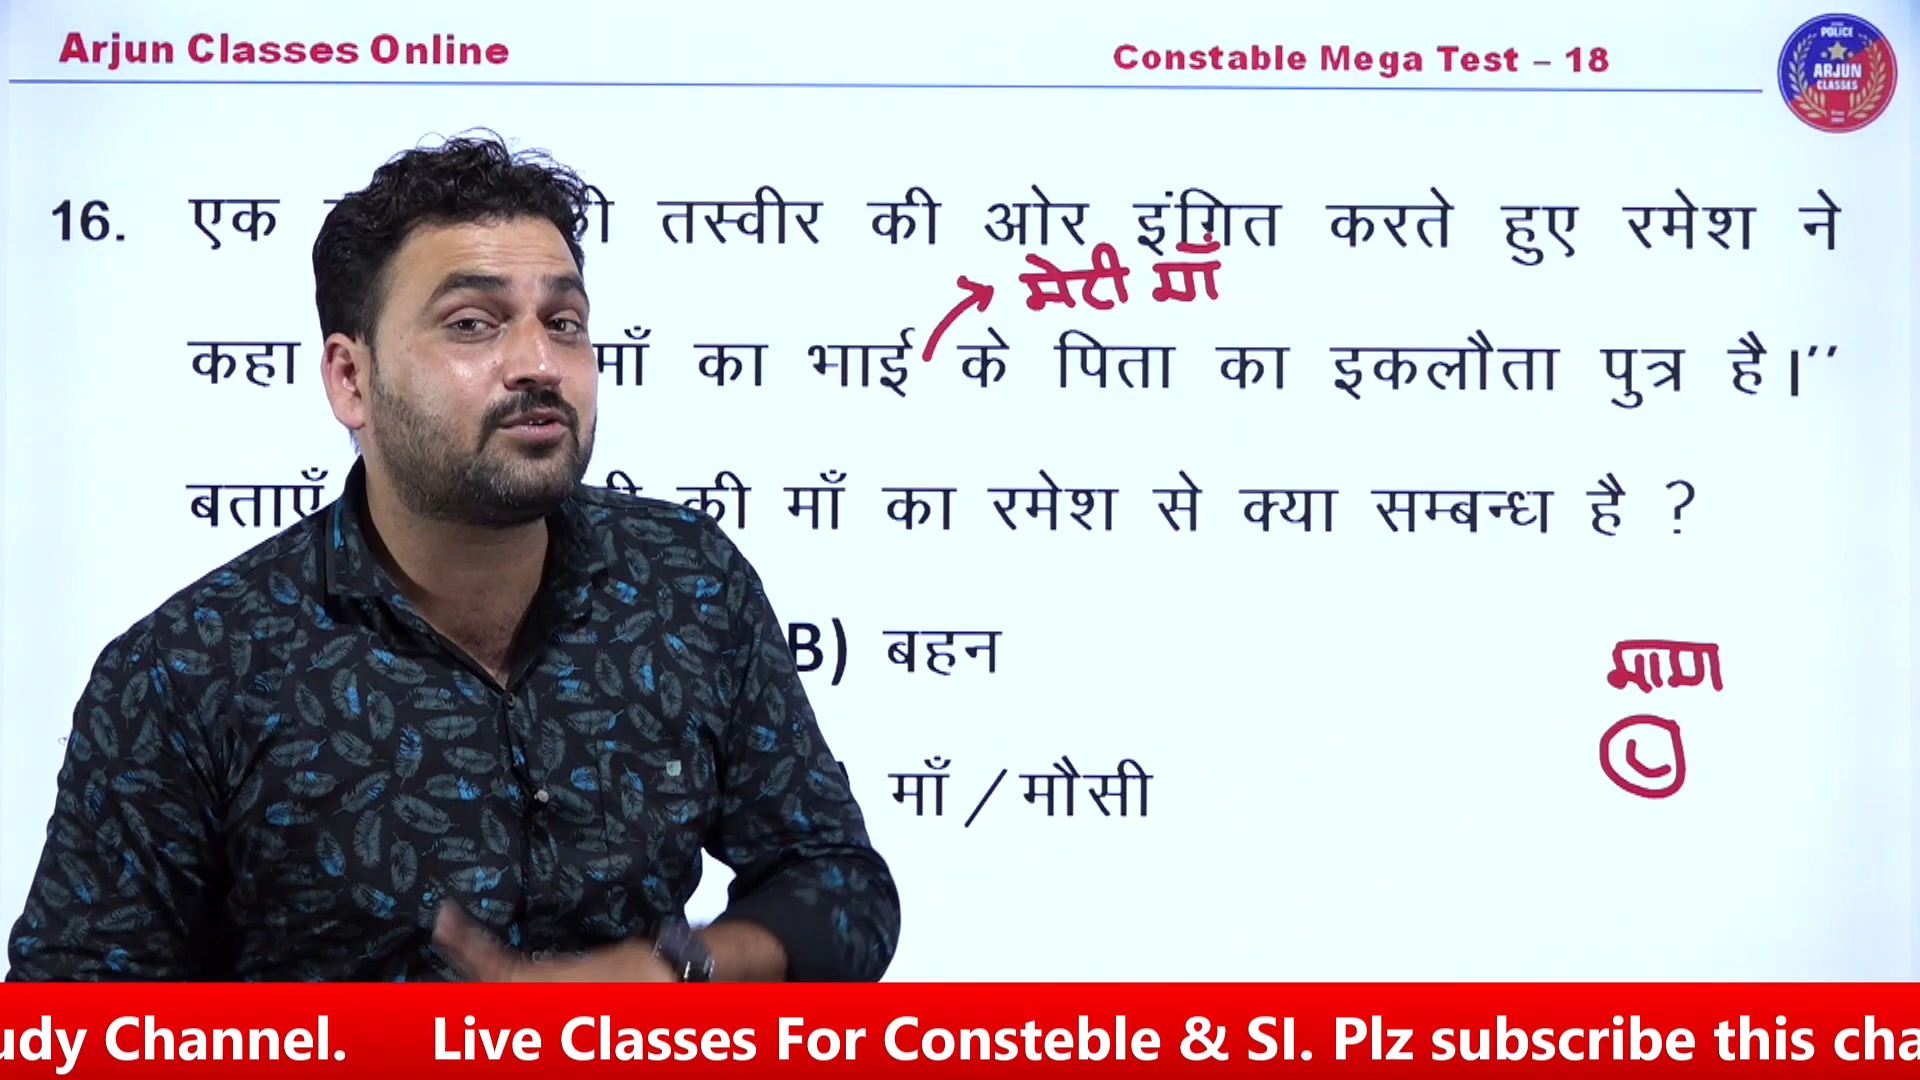 Arjun Classes Online
Constable Mega Test – 18
POLICE
ARJUN
CLASSES
16. एक की तस्वीर की ओर इंगित करते हुए रमेश ने
मेरी माँ
कहा माँ का भाई के पिता का इकलौता पुत्र है।’’
बताएँ की माँ का रमेश से क्या सम्बन्ध है ?
B) बहन
माँ / मौसी
udy Channel. Live Classes For Consteble & SI. Plz subscribe this cha